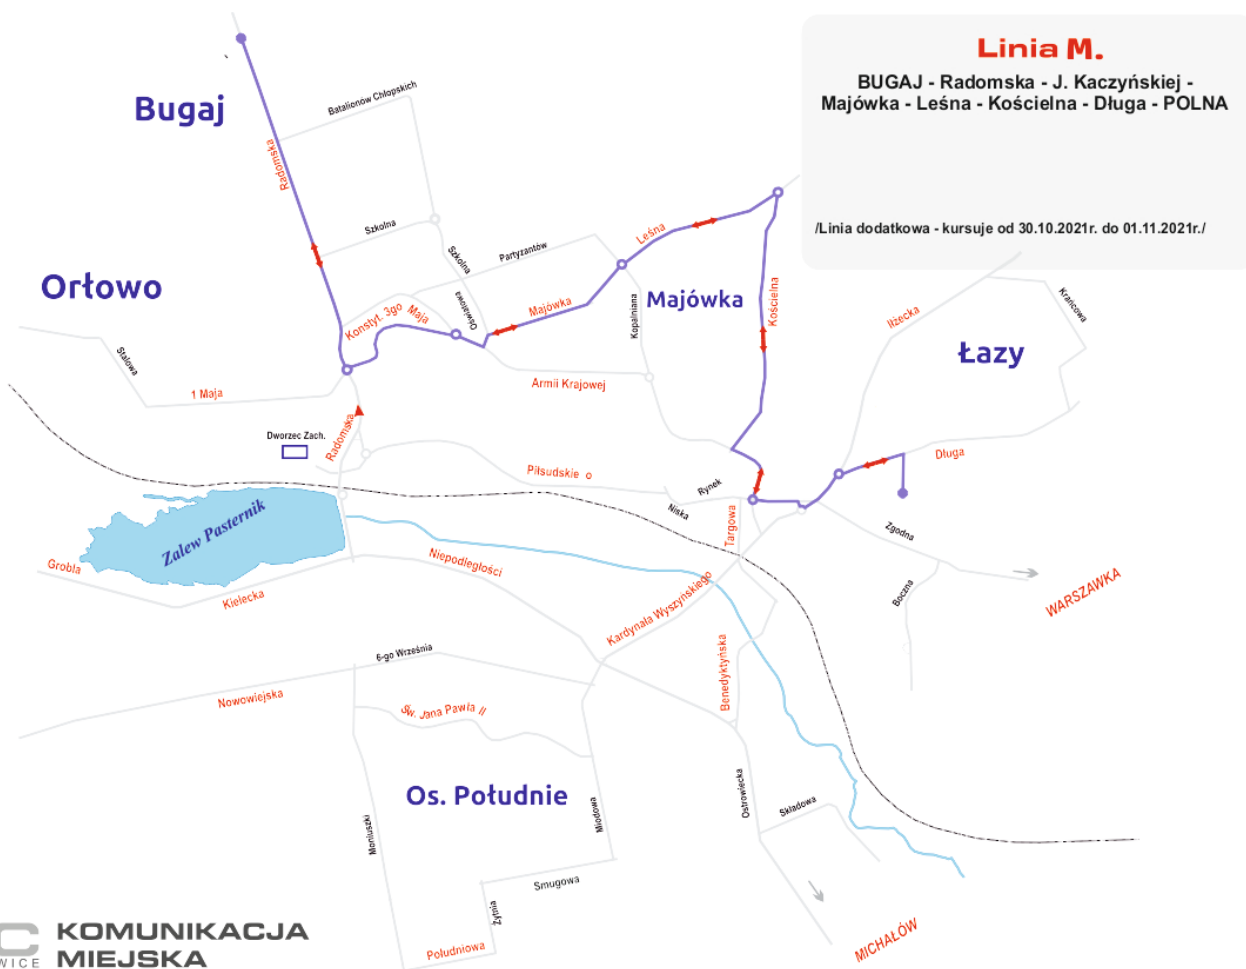 Linia M.
BUGAJ - Radomska - J. Kaczyńskiej -
Majówka - Leśna - Kościelna - Długa - POLNA
/Linia dodatkowa - kursuje od 30.10.2021r. do 01.11.2021r./
Bugaj
Batalionów Chłopskich
Radomska
Szkolna
Szkolna
Partyzantów
Leśna
Orłowo
Oświatowa
Majówka
Kopalniana
Majówka
Kościelna
Iłżecka
Krańcowa
Łazy
Konstyt. 3go Maja
Stalowa
1 Maja
Armii Krajowej
Radomska
Dworzec Zach.
Piłsudskie o
Rynek
Niska
Targowa
Długa
Zgodna
Boczna
WARSZAWKA
Zalew Pasternik
Grobla
Kielecka
Niepodległości
Kardynała Wyszyńskiego
Benedyktyńska
6-go Września
Nowowiejska
Św. Jana Pawła II
Os. Południe
Moniuszki
Miodowa
Ostrowiecka
Składowa
Smugowa
Żytnia
Południowa
MICHAŁÓW
C
WICE
KOMUNIKACJA
MIEJSKA